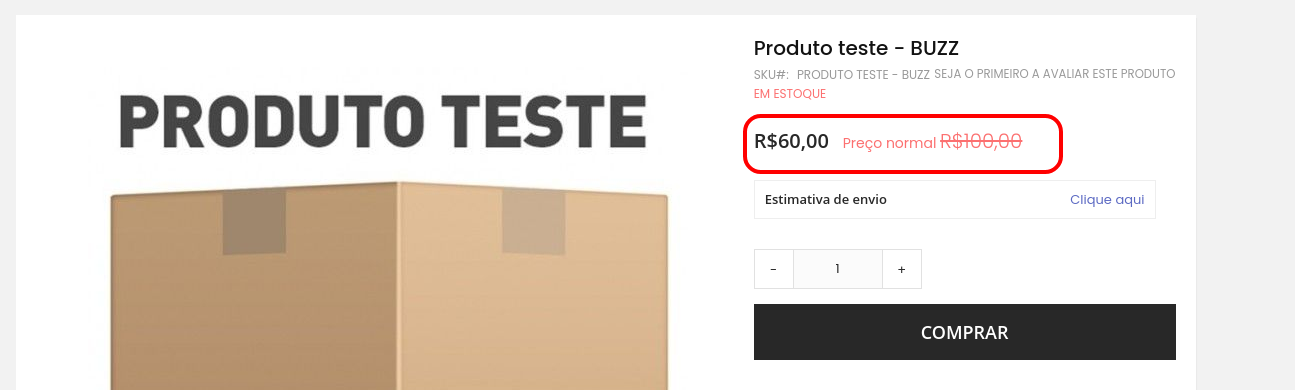 PRODUTO TESTE
Produto teste - BUZZ
SKU#: PRODUTO TESTE - BUZZ SEJA O PRIMEIRO A AVALIAR ESTE PRODUTO
EM ESTOQUE
R$60,00 Preço normal R$100,00
Estimativa de envio Clique aqui
- 1 +
COMPRAR